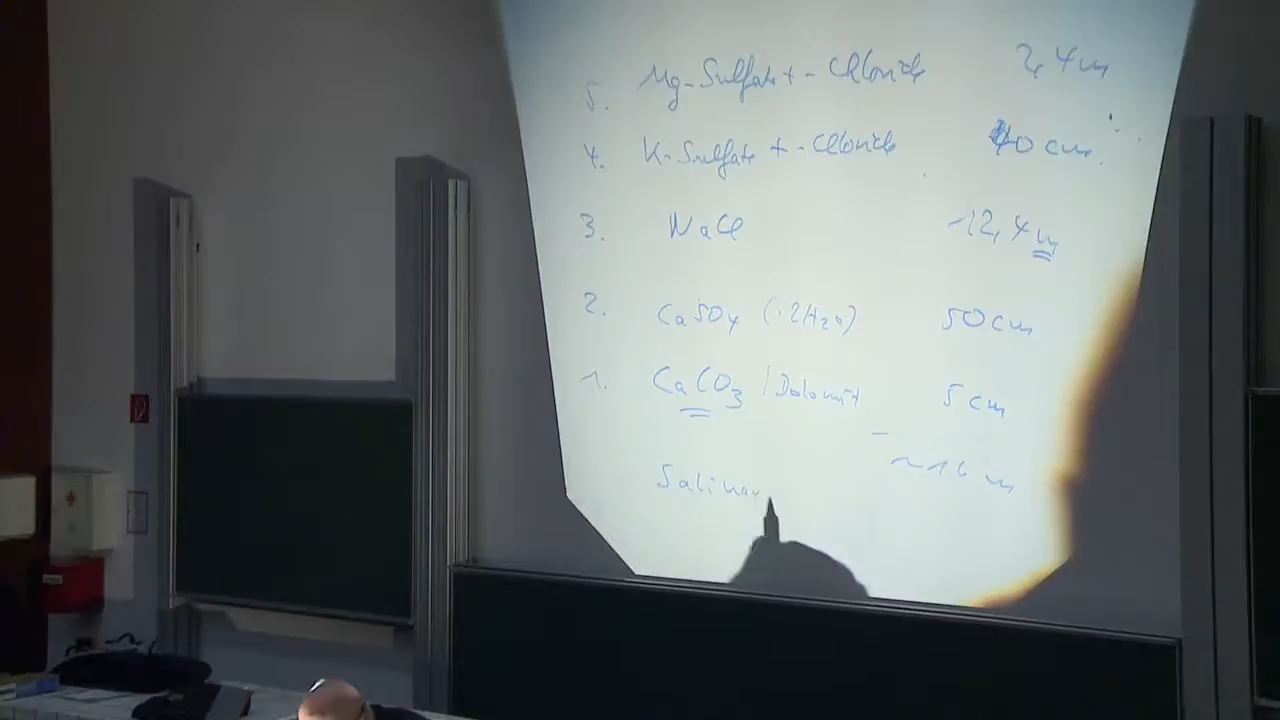 5. Mg-Sulfate + -Chloride 2,4 m
4. K-Sulfate + -Chloride 40 cm
3. NaCl 12,4 m
2. CaSO4 (·2H2O) 50 cm
1. CaCO3 / Dolomit 5 cm
~16 m
Salinar